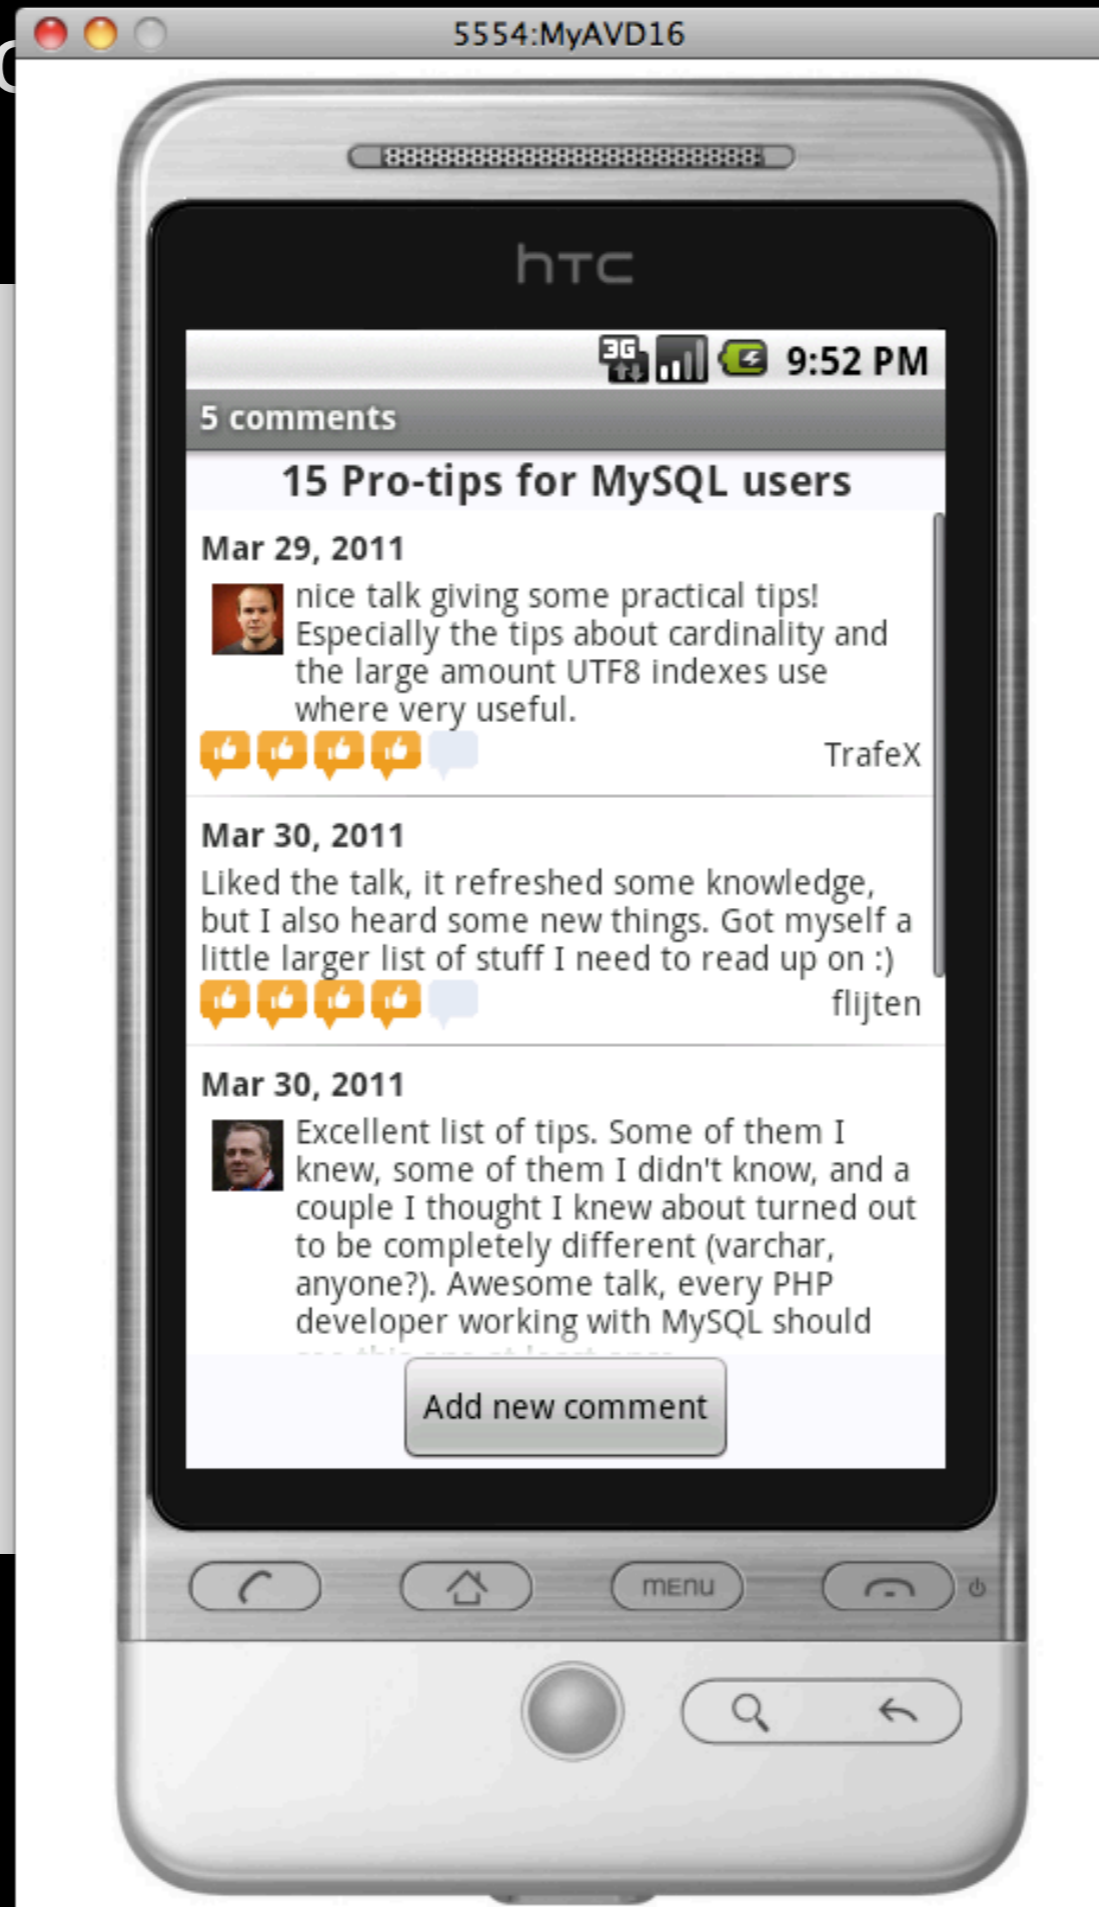 5554:MyAVD16
hTC
3G
9:52 PM
5 comments
15 Pro-tips for MySQL users
Mar 29, 2011
nice talk giving some practical tips!
Especially the tips about cardinality and
the large amount UTF8 indexes use
where very useful.
TrafeX
Mar 30, 2011
Liked the talk, it refreshed some knowledge,
but I also heard some new things. Got myself a
little larger list of stuff I need to read up on :)
flijten
Mar 30, 2011
Excellent list of tips. Some of them I
knew, some of them I didn't know, and a
couple I thought I knew about turned out
to be completely different (varchar,
anyone?). Awesome talk, every PHP
developer working with MySQL should
Add new comment
MENU